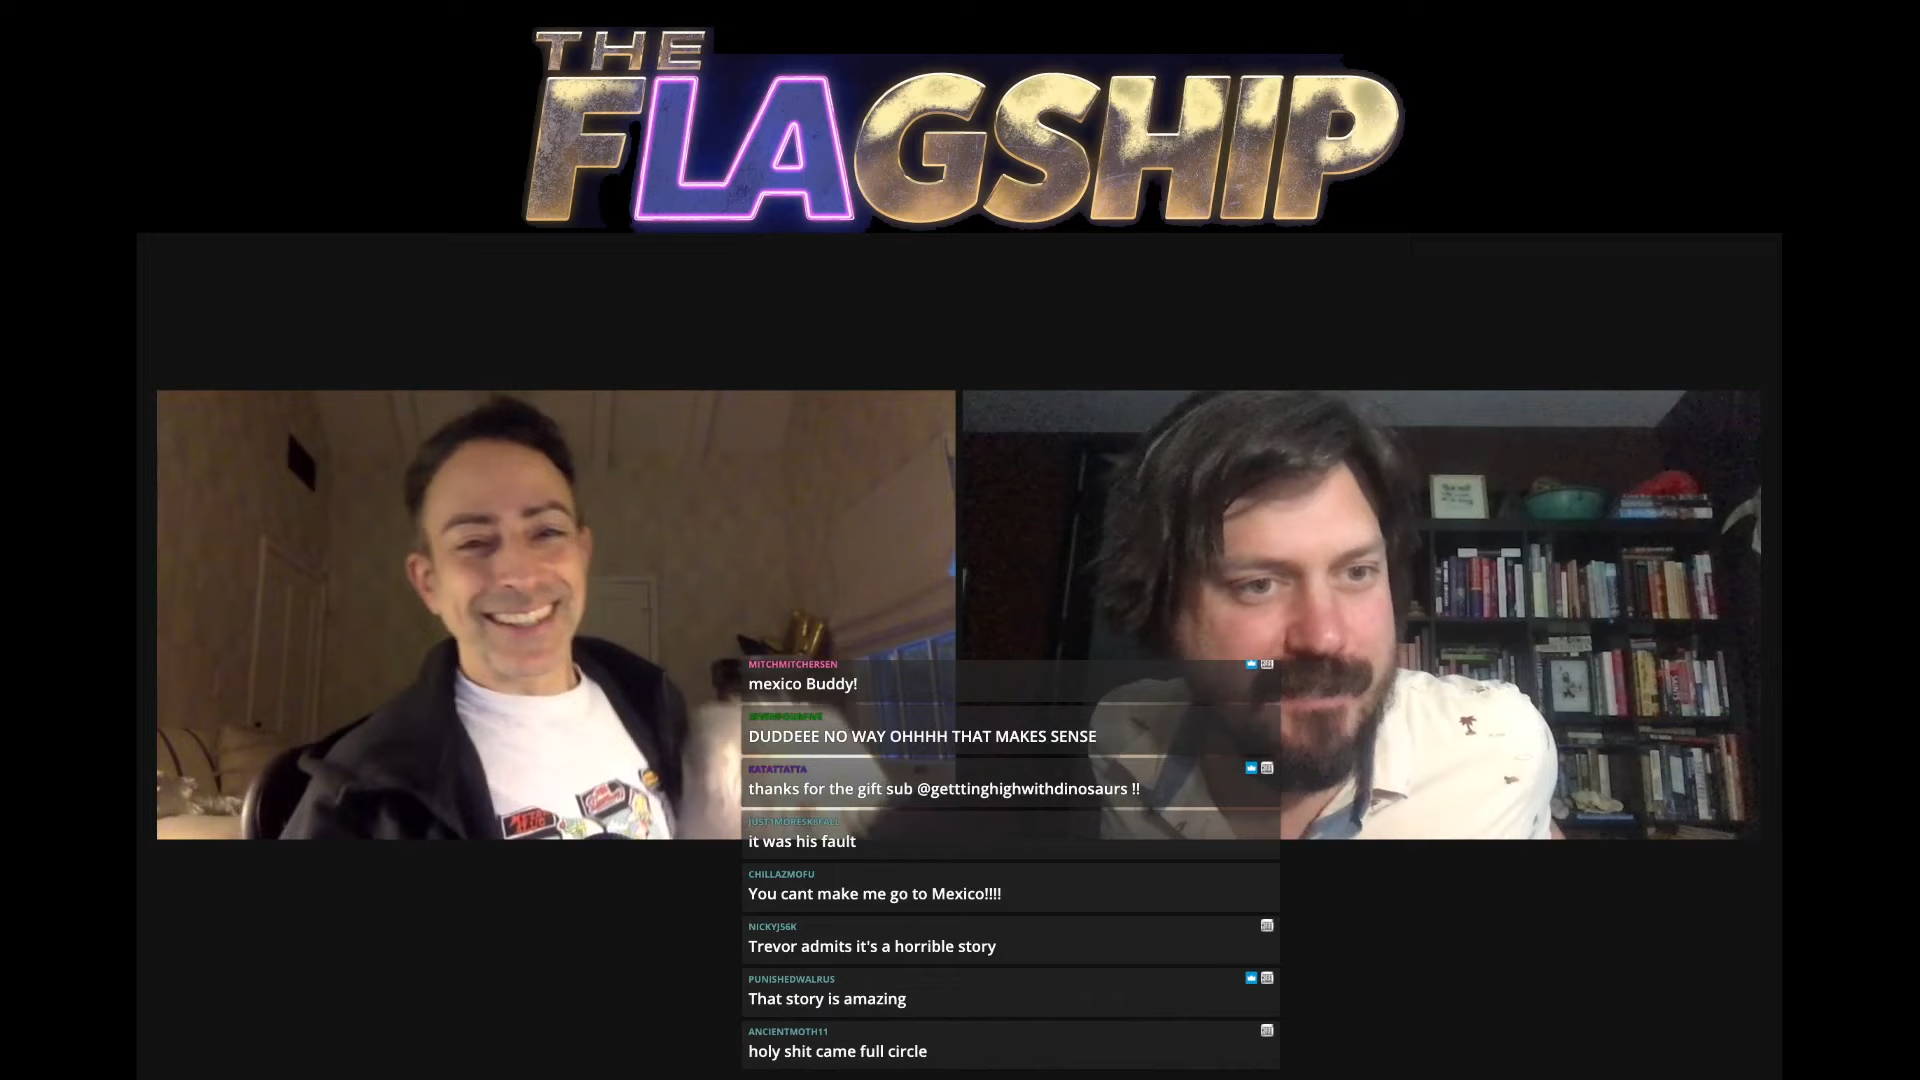 THE
FLAGSHIP
MITCHMITCHERSEN
mexico Buddy!
SEVENFOURFIVE
DUDDEEE NO WAY OHHHH THAT MAKES SENSE
KATATTATTA
thanks for the gift sub @getttinghighwithdinosaurs !!
JUST1MORESK8FALL
it was his fault
CHILLAZMOFU
You cant make me go to Mexico!!!!
NICKYJ56K
Trevor admits it's a horrible story
PUNISHEDWALRUS
That story is amazing
ANCIENTMOTH11
holy shit came full circle